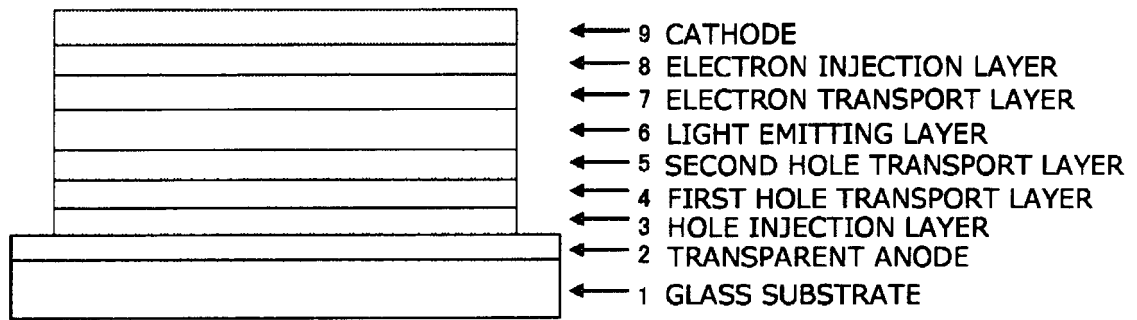 9 CATHODE
8 ELECTRON INJECTION LAYER
7 ELECTRON TRANSPORT LAYER
6 LIGHT EMITTING LAYER
5 SECOND HOLE TRANSPORT LAYER
4 FIRST HOLE TRANSPORT LAYER
3 HOLE INJECTION LAYER
2 TRANSPARENT ANODE
1 GLASS SUBSTRATE